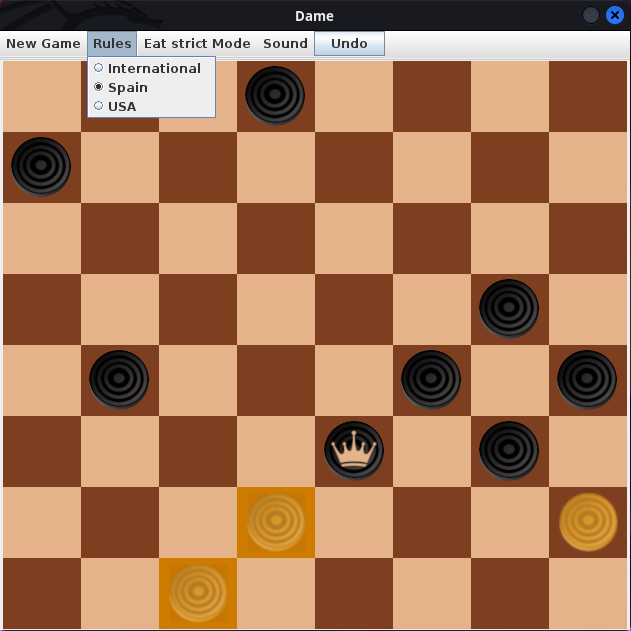 Dame
New Game Rules Eat strict Mode Sound Undo
International
Spain
USA